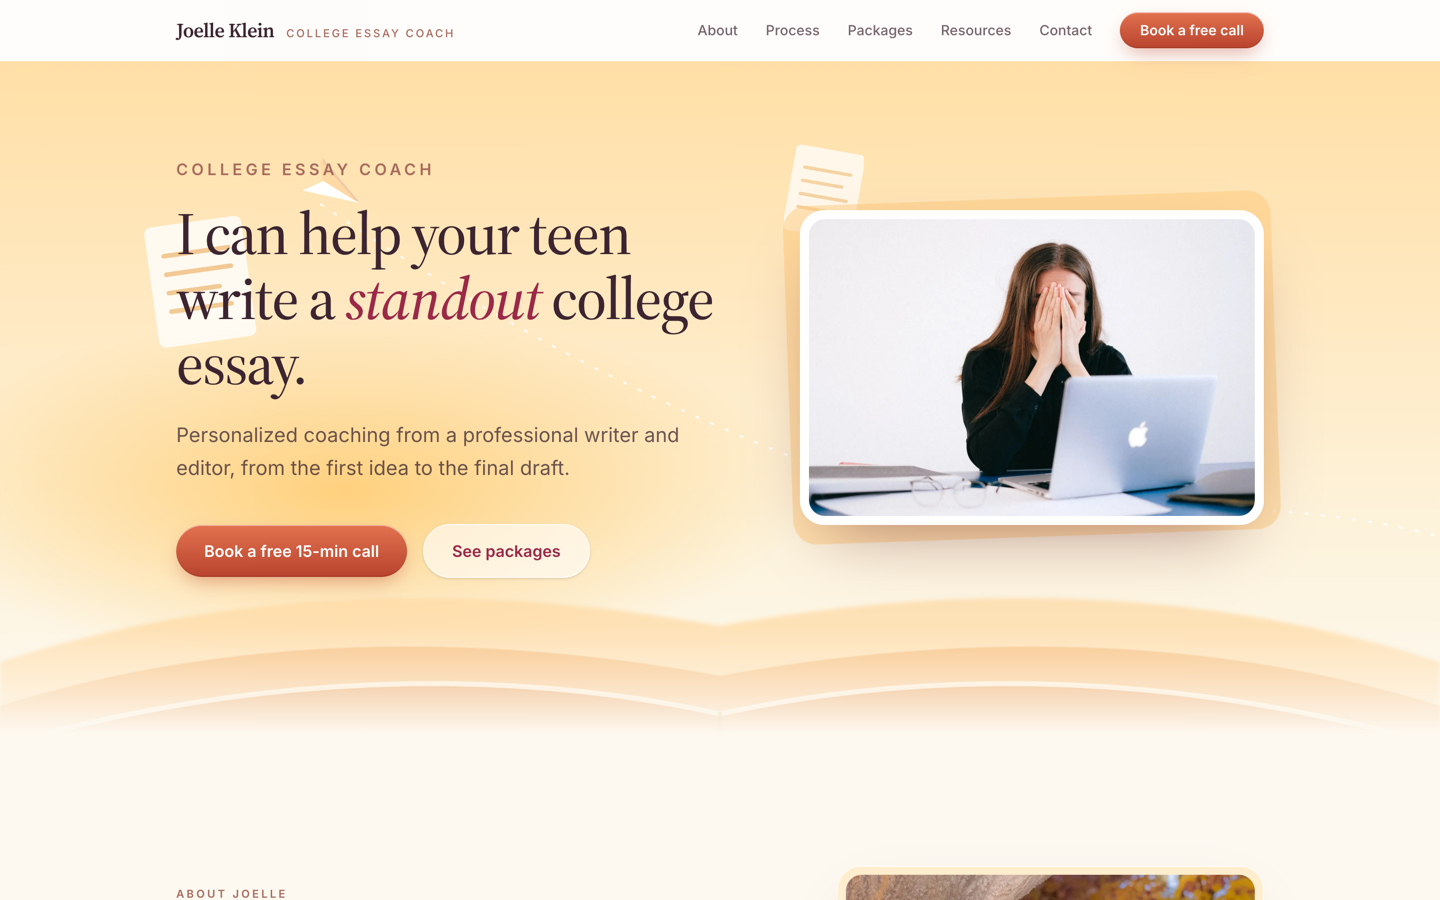 Joelle Klein COLLEGE ESSAY COACH
About Process Packages Resources Contact Book a free call
COLLEGE ESSAY COACH
I can help your teen
write a standout college
essay.
Personalized coaching from a professional writer and
editor, from the first idea to the final draft.
Book a free 15-min call See packages
ABOUT JOELLE